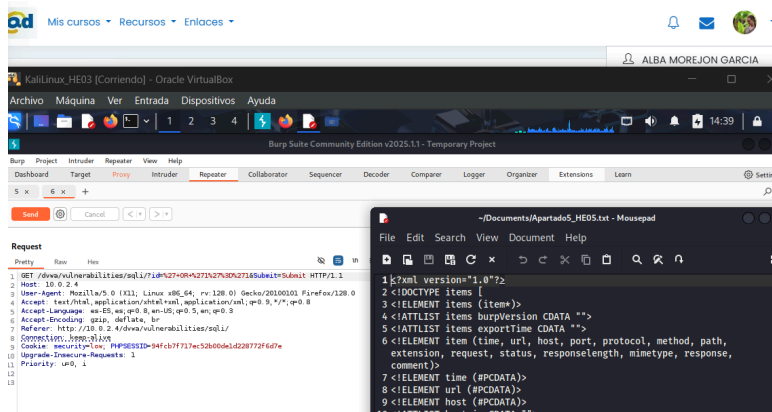 ad Mis cursos Recursos Enlaces
ALBA MOREJON GARCIA
KaliLinux_HE03 [Corriendo] - Oracle VirtualBox
Archivo Máquina Ver Entrada Dispositivos Ayuda
1 2 3 4 14:39
Burp Suite Community Edition v2025.1.1 - Temporary Project
Burp Project Intruder Repeater View Help
Dashboard Target Proxy Intruder Repeater Collaborator Sequencer Decoder Comparer Logger Organizer Extensions Learn Settin
5 × 6 × +
Send Cancel < >
Request
Pretty Raw Hex
1 GET /dvwa/vulnerabilities/sqli/?id=%27+OR+%271%27%3D%271&Submit=Submit HTTP/1.1
2 Host: 10.0.2.4
3 User-Agent: Mozilla/5.0 (X11; Linux x86_64; rv:128.0) Gecko/20100101 Firefox/128.0
4 Accept: text/html,application/xhtml+xml,application/xml;q=0.9,*/*;q=0.8
5 Accept-Language: es-ES,es;q=0.8,en-US;q=0.5,en;q=0.3
6 Accept-Encoding: gzip, deflate, br
7 Referer: http://10.0.2.4/dvwa/vulnerabilities/sqli/
8 Connection: keep-alive
9 Cookie: security=low; PHPSESSID=94fcb7f717ec52b00de1d228772f6d7e
10 Upgrade-Insecure-Requests: 1
11 Priority: u=0, i
12
13
~/Documents/Apartado5_HE05.txt - Mousepad
File Edit Search View Document Help
1 <?xml version="1.0"?>
2 <!DOCTYPE items [
3 <!ELEMENT items (item*)>
4 <!ATTLIST items burpVersion CDATA "">
5 <!ATTLIST items exportTime CDATA "">
6 <!ELEMENT item (time, url, host, port, protocol, method, path,
extension, request, status, responselength, mimetype, response,
comment)>
7 <!ELEMENT time (#PCDATA)>
8 <!ELEMENT url (#PCDATA)>
9 <!ELEMENT host (#PCDATA)>